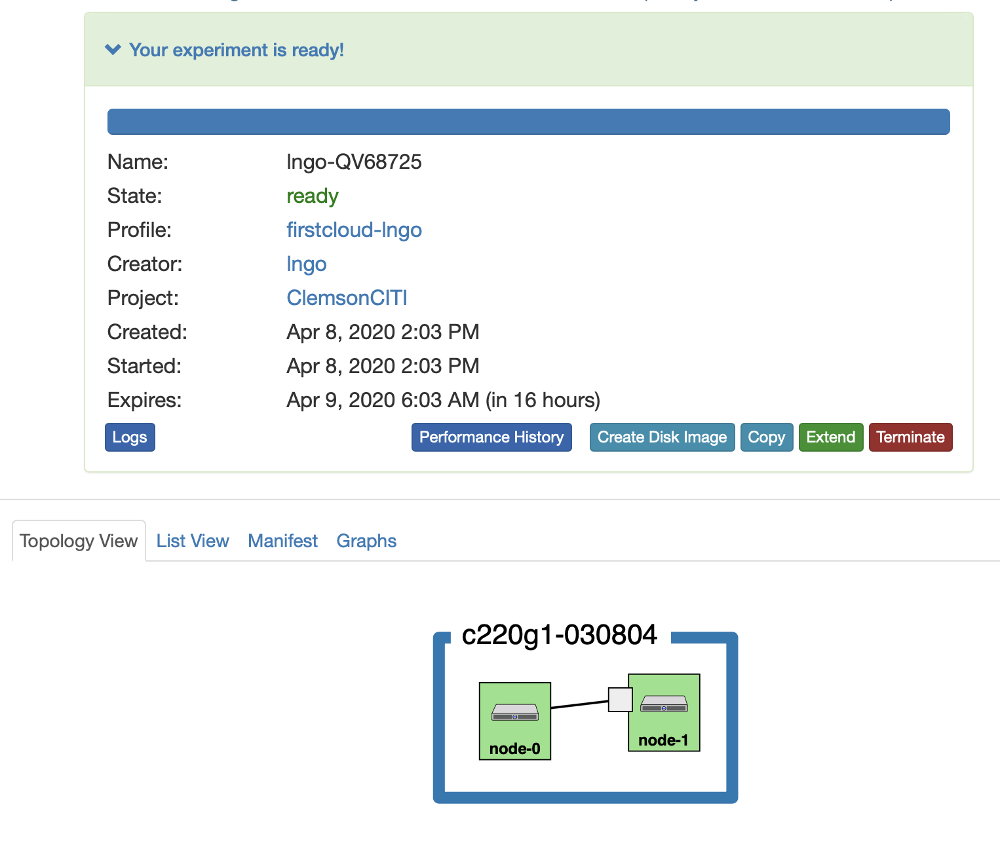 Your experiment is ready!
Name: lngo-QV68725
State: ready
Profile: firstcloud-lngo
Creator: lngo
Project: ClemsonCITI
Created: Apr 8, 2020 2:03 PM
Started: Apr 8, 2020 2:03 PM
Expires: Apr 9, 2020 6:03 AM (in 16 hours)
Logs Performance History Create Disk Image Copy Extend Terminate
Topology View List View Manifest Graphs
c220g1-030804
node-0 node-1